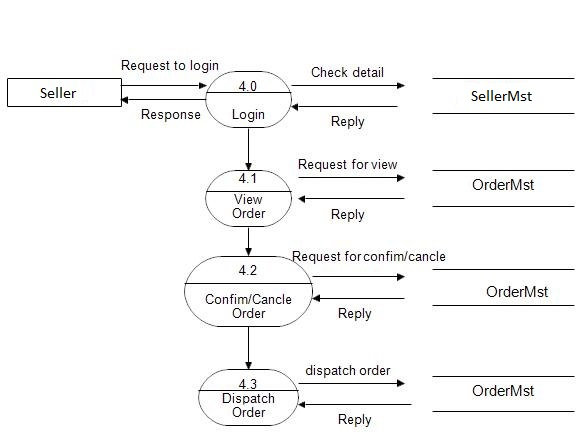 Request to login
Check detail
4.0
Seller
SellerMst
Login
Response
Reply
Request for view
4.1
OrderMst
View
Order
Reply
Request for confim/cancle
4.2
OrderMst
Confim/Cancle
Order
Reply
dispatch order
4.3
OrderMst
Dispatch
Order
Reply